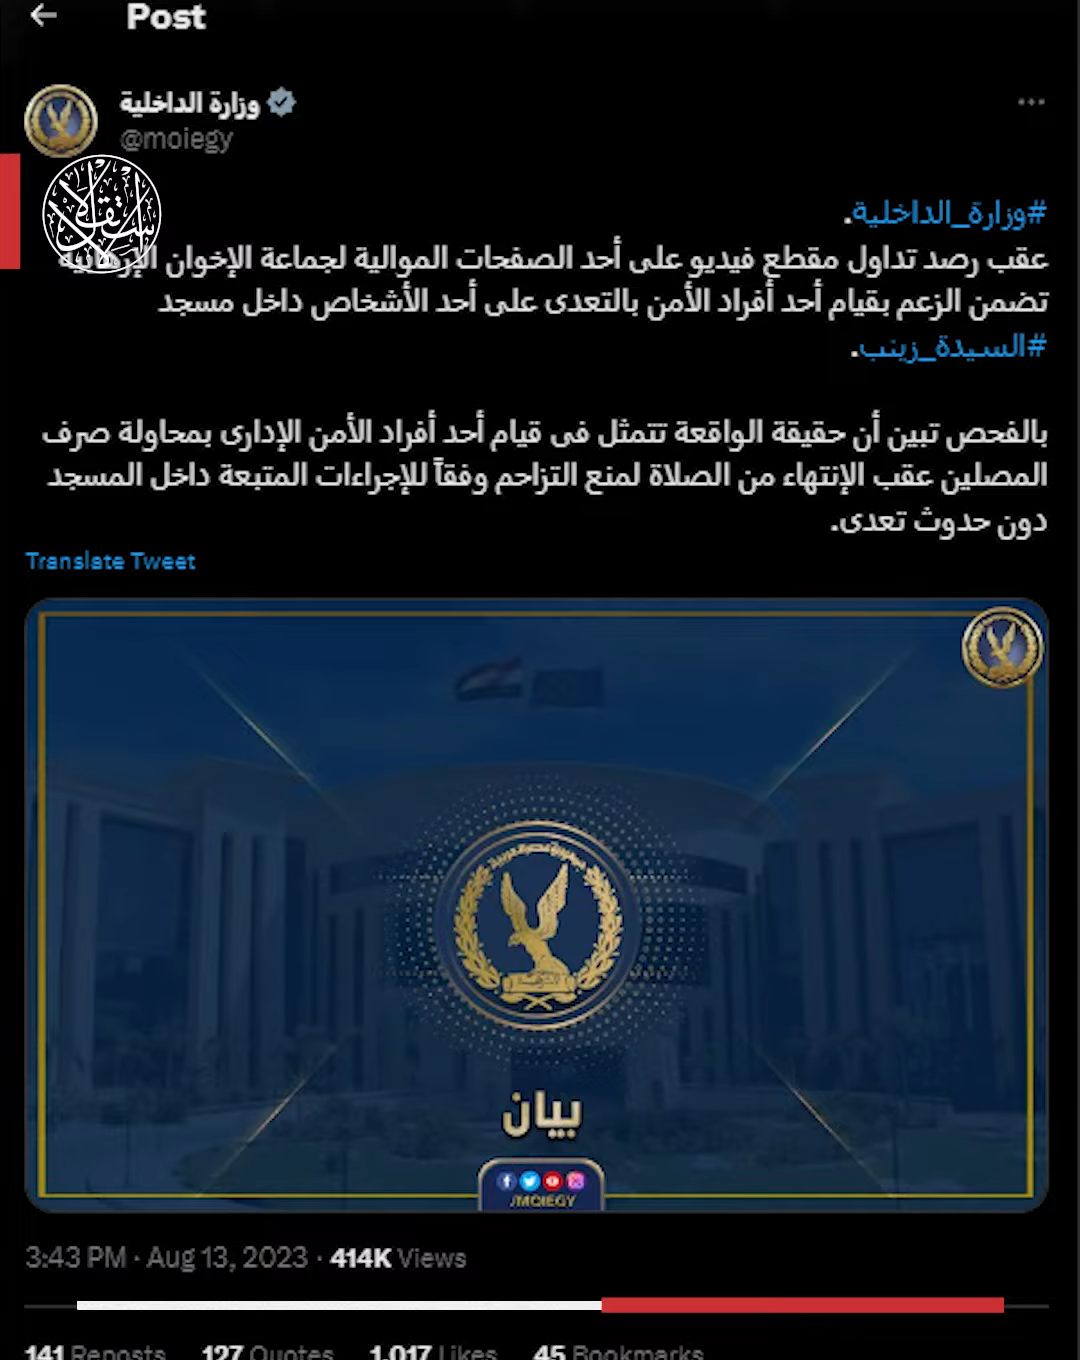 Post
وزارة الداخلية
@moiegy
استقلال
#وزارة_الداخلية.
عقب رصد تداول مقطع فيديو على أحد الصفحات الموالية لجماعة الإخوان الإرهابية
تضمن الزعم بقيام أحد أفراد الأمن بالتعدى على أحد الأشخاص داخل مسجد
#السيدة_زينب.
بالفحص تبين أن حقيقة الواقعة تتمثل فى قيام أحد أفراد الأمن الإدارى بمحاولة صرف
المصلين عقب الإنتهاء من الصلاة لمنع التزاحم وفقاً للإجراءات المتبعة داخل المسجد
دون حدوث تعدى.
Translate Tweet
بيان
/MOIEGY
3:43 PM · Aug 13, 2023 · 414K Views
141 Reposts 127 Quotes 1,017 Likes 45 Bookmarks